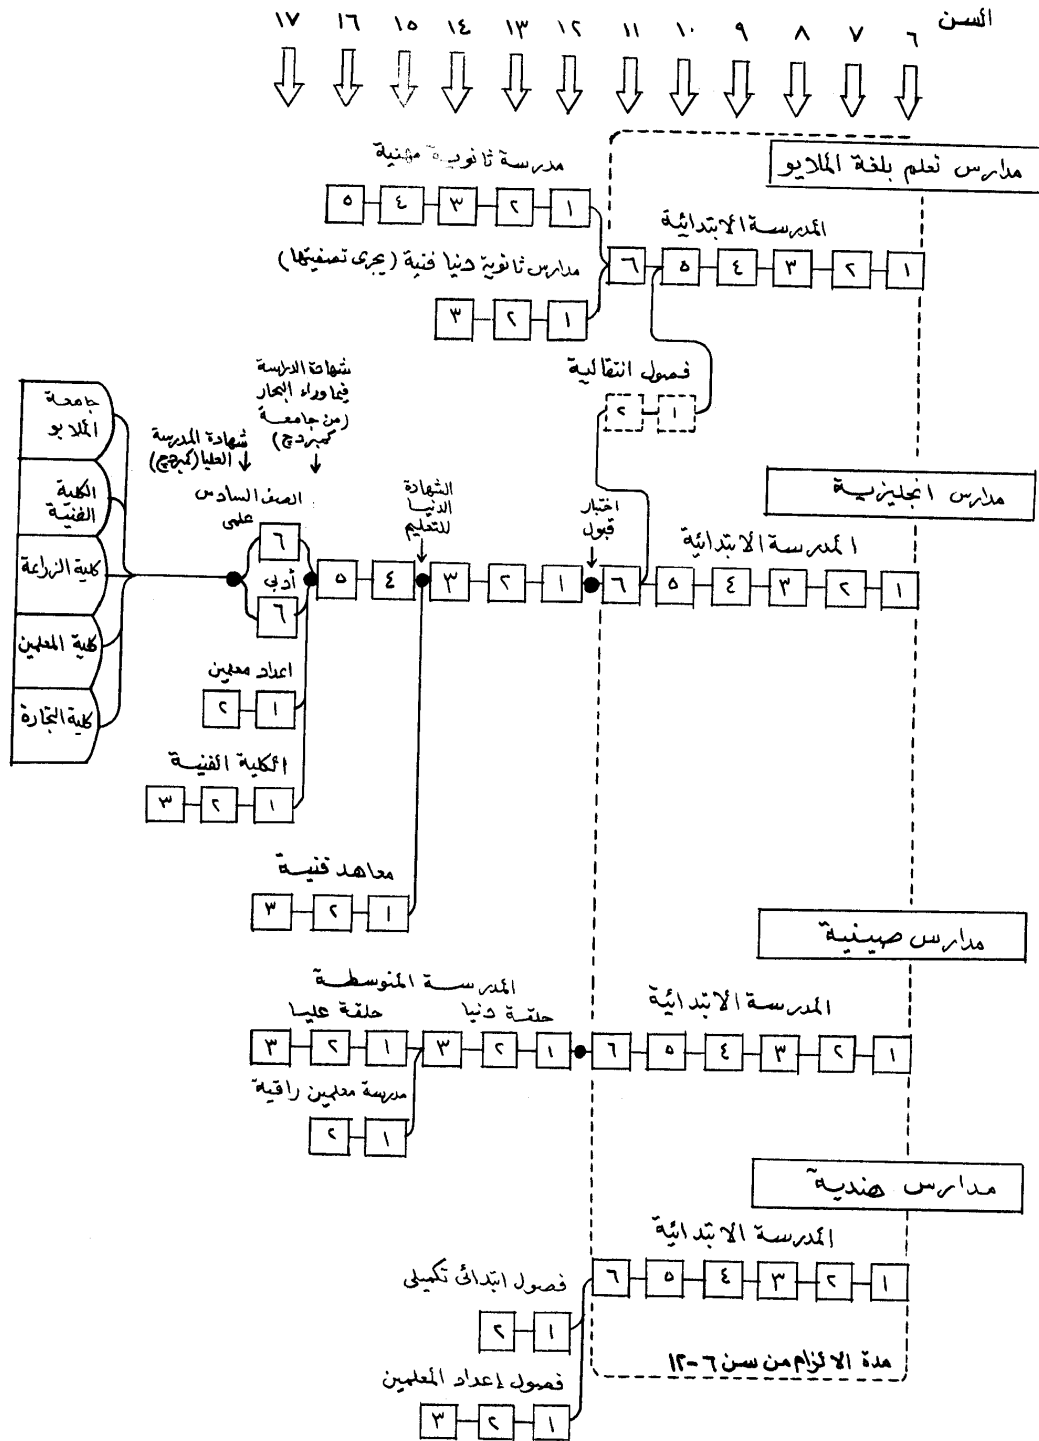 السن
٦ ٧ ٨ ٩ ١٠ ١١ ١٢ ١٣ ١٤ ١٥ ١٦ ١٧
مدارس تعلم بلغة الملايو
المدرسة الابتدائية
١ ٢ ٣ ٤ ٥ ٦
مدرسة ثانوية مهنية
١ ٢ ٣ ٤ ٥
مدارس ثانوية دنيا فنية (يجرى تصفيتها)
١ ٢ ٣
فصول انتقالية
١ ٢
مدارس انجليزية
المدرسة الابتدائية
١ ٢ ٣ ٤ ٥ ٦
اختبار
قبول
١ ٢ ٣
الشهادة
الدنيا
للتعليم
٤ ٥
شهادة الدراسة
فيما وراء البحار
(من جامعة
كمبردج)
الصف السادس
علمى
٦
أدبى
٦
شهادة المدرسة
العليا (كمبردج)
جامعة
الملايو
الكلية
الفنية
كلية الزراعة
كلية المعلمين
كلية التجارة
اعداد معلمين
١ ٢
الكلية الفنية
١ ٢ ٣
معاهد فنية
١ ٢ ٣
مدارس صينية
المدرسة الابتدائية
١ ٢ ٣ ٤ ٥ ٦
المدرسة المتوسطة
حلقة دنيا
١ ٢ ٣
حلقة عليا
١ ٢ ٣
مدرسة معلمين راقية
١ ٢
مدارس هندية
المدرسة الابتدائية
١ ٢ ٣ ٤ ٥ ٦
فصول ابتدائى تكميلى
١ ٢
فصول إعداد المعلمين
١ ٢ ٣
مدة الالزام من سن ٦-١٢